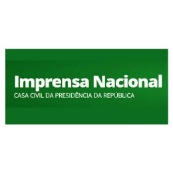 Imprensa Nacional
CASA CIVIL DA PRESIDÊNCIA DA REPÚBLICA